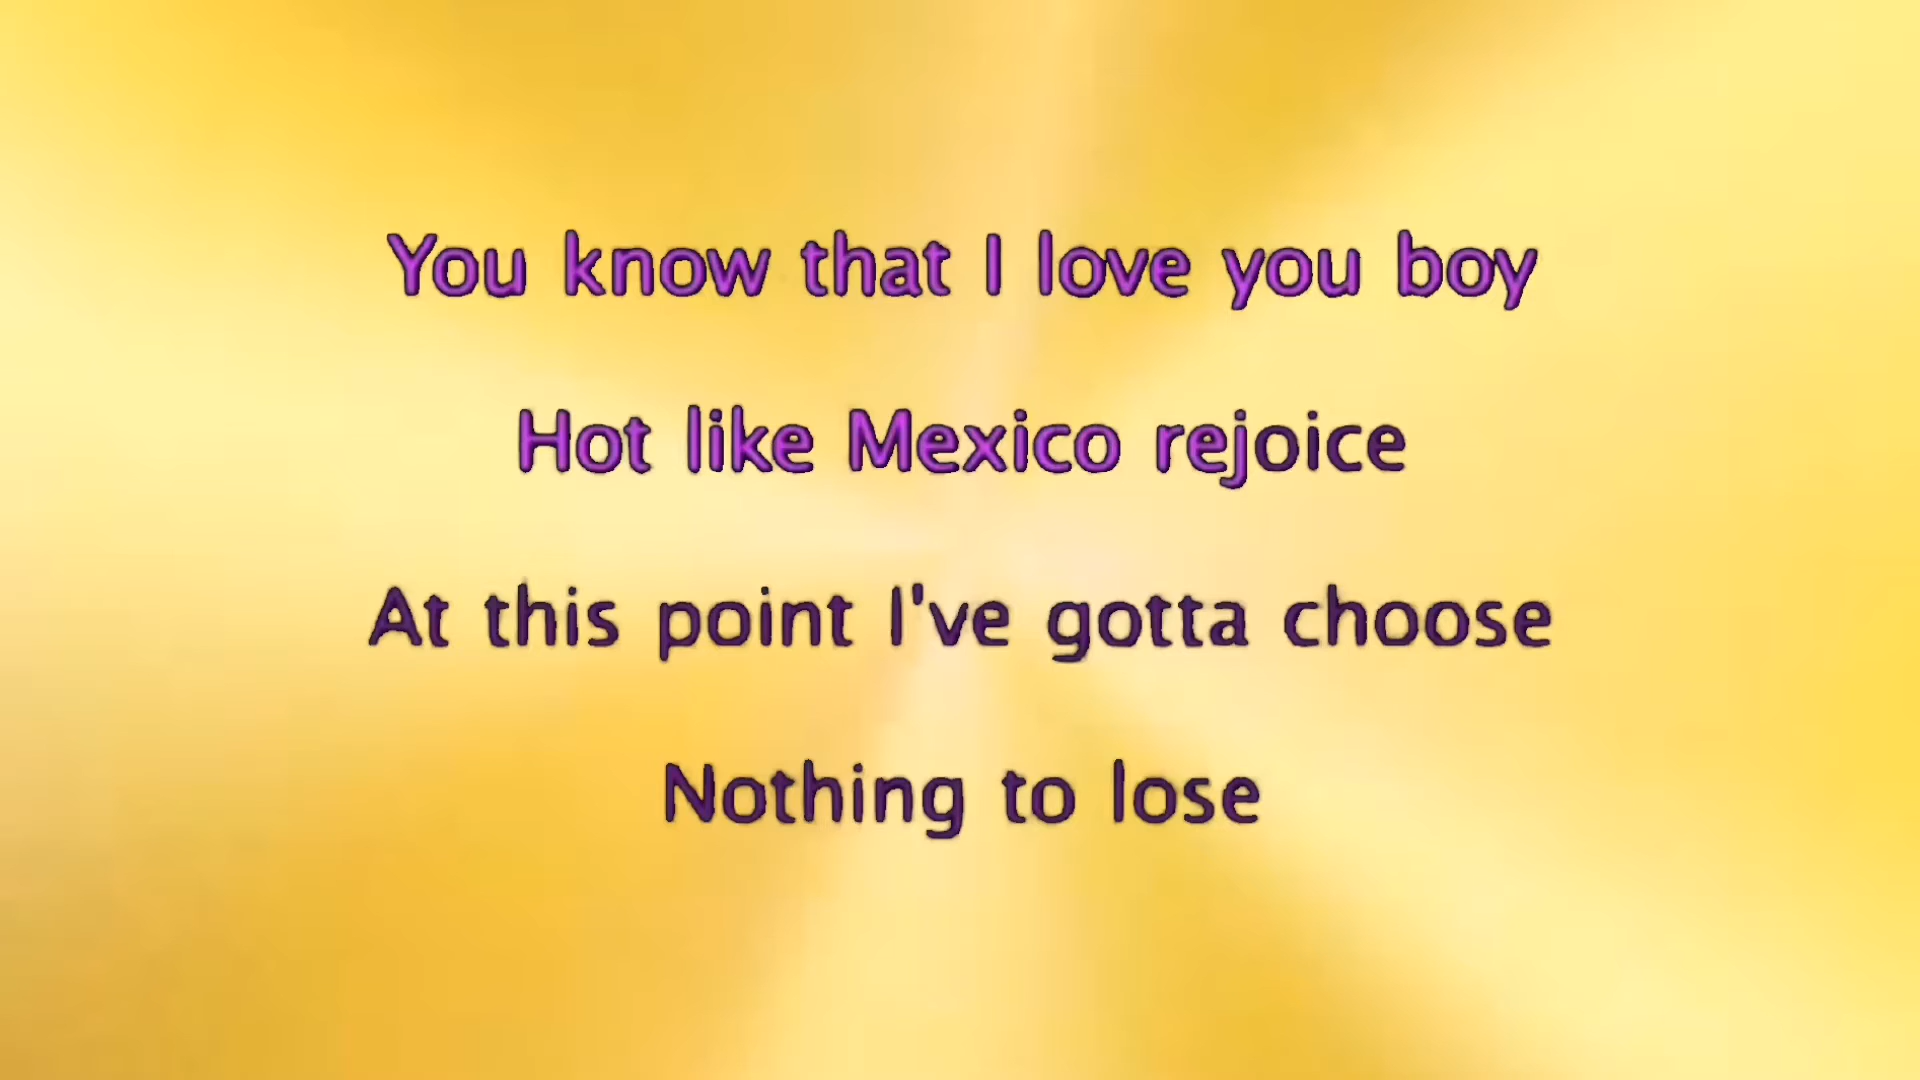 You know that I love you boy
Hot like Mexico rejoice
At this point I've gotta choose
Nothing to lose